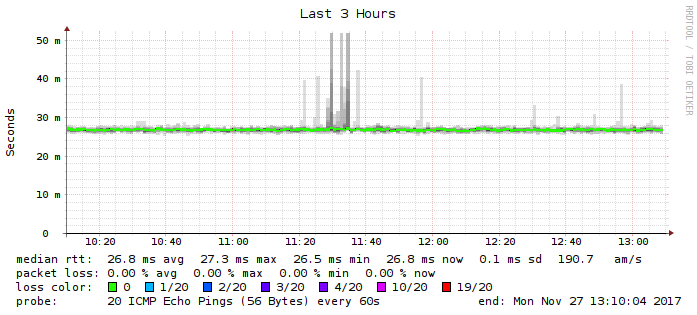 Last 3 Hours
RRDTOOL / TOBI OETIKER
Seconds
50 m
40 m
30 m
20 m
10 m
0
10:20 10:40 11:00 11:20 11:40 12:00 12:20 12:40 13:00
median rtt: 26.8 ms avg 27.3 ms max 26.5 ms min 26.8 ms now 0.1 ms sd 190.7 am/s
packet loss: 0.00 % avg 0.00 % max 0.00 % min 0.00 % now
loss color: 0 1/20 2/20 3/20 4/20 10/20 19/20
probe: 20 ICMP Echo Pings (56 Bytes) every 60s end: Mon Nov 27 13:10:04 2017